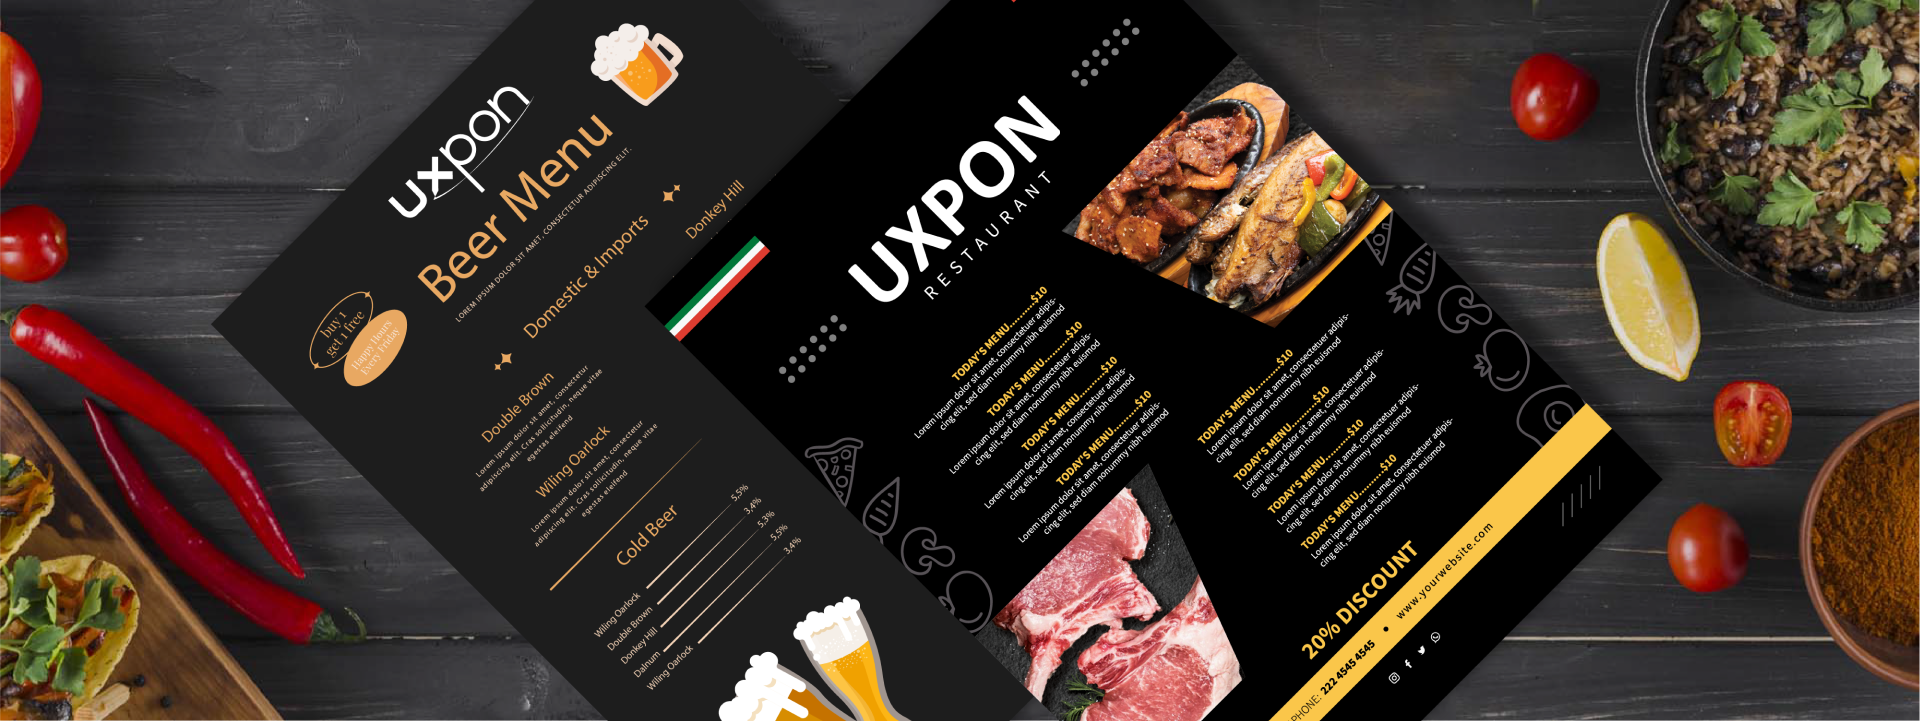 uxpon
Beer Menu
LOREM IPSUM DOLOR SIT AMET, CONSECTETUR ADIPISCING ELIT.
buy 1
get 1 free
Happy Hours
Every Friday
Domestic & Imports
Double Brown
Lorem ipsum dolor sit amet, consectetur
adipiscing elit. Cras sollicitudin, neque vitae
egestas eleifend
Wiling Oarlock
Lorem ipsum dolor sit amet, consectetur
adipiscing elit. Cras sollicitudin, neque vitae
egestas eleifend
Donkey Hill
Cold Beer
Wiling Oarlock 5,5%
Double Brown 3,4%
Donkey Hill 5,3%
Dalnum 5,5%
Wiling Oarlock 3,4%
UXPON
RESTAURANT
TODAY'S MENU..........$10
Lorem ipsum dolor sit amet, consectetuer adipis-
cing elit, sed diam nonummy nibh euismod
TODAY'S MENU..........$10
Lorem ipsum dolor sit amet, consectetuer adipis-
cing elit, sed diam nonummy nibh euismod
TODAY'S MENU..........$10
Lorem ipsum dolor sit amet, consectetuer adipis-
cing elit, sed diam nonummy nibh euismod
TODAY'S MENU..........$10
Lorem ipsum dolor sit amet, consectetuer adipis-
cing elit, sed diam nonummy nibh euismod
TODAY'S MENU..........$10
Lorem ipsum dolor sit amet, consectetuer adipis-
cing elit, sed diam nonummy nibh euismod
TODAY'S MENU..........$10
Lorem ipsum dolor sit amet, consectetuer adipis-
cing elit, sed diam nonummy nibh euismod
TODAY'S MENU..........$10
Lorem ipsum dolor sit amet, consectetuer adipis-
cing elit, sed diam nonummy nibh euismod
TODAY'S MENU..........$10
Lorem ipsum dolor sit amet, consectetuer adipis-
cing elit, sed diam nonummy nibh euismod
20% DISCOUNT
PHONE: 222 4545 4545 • www.yourwebsite.com